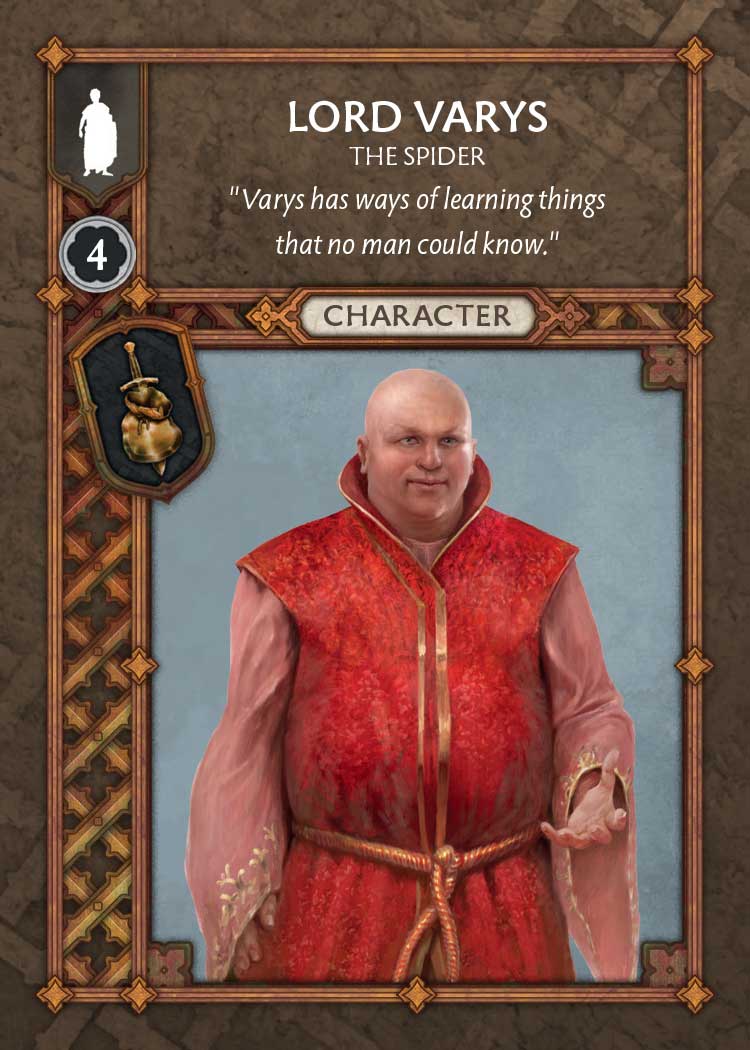 LORD VARYS
THE SPIDER
"Varys has ways of learning things
that no man could know."
4
CHARACTER